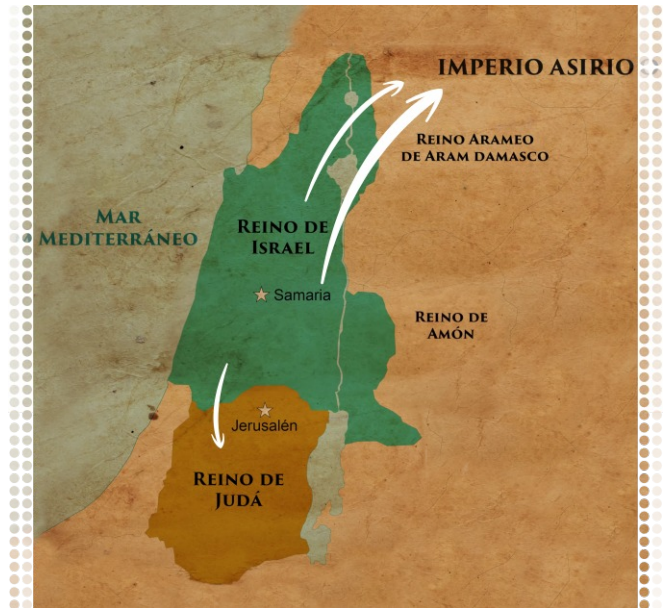 IMPERIO ASIRIO
REINO ARAMEO
DE ARAM DAMASCO
MAR
MEDITERRÁNEO
REINO DE
ISRAEL
Samaria
REINO DE
AMÓN
Jerusalén
REINO DE
JUDÁ